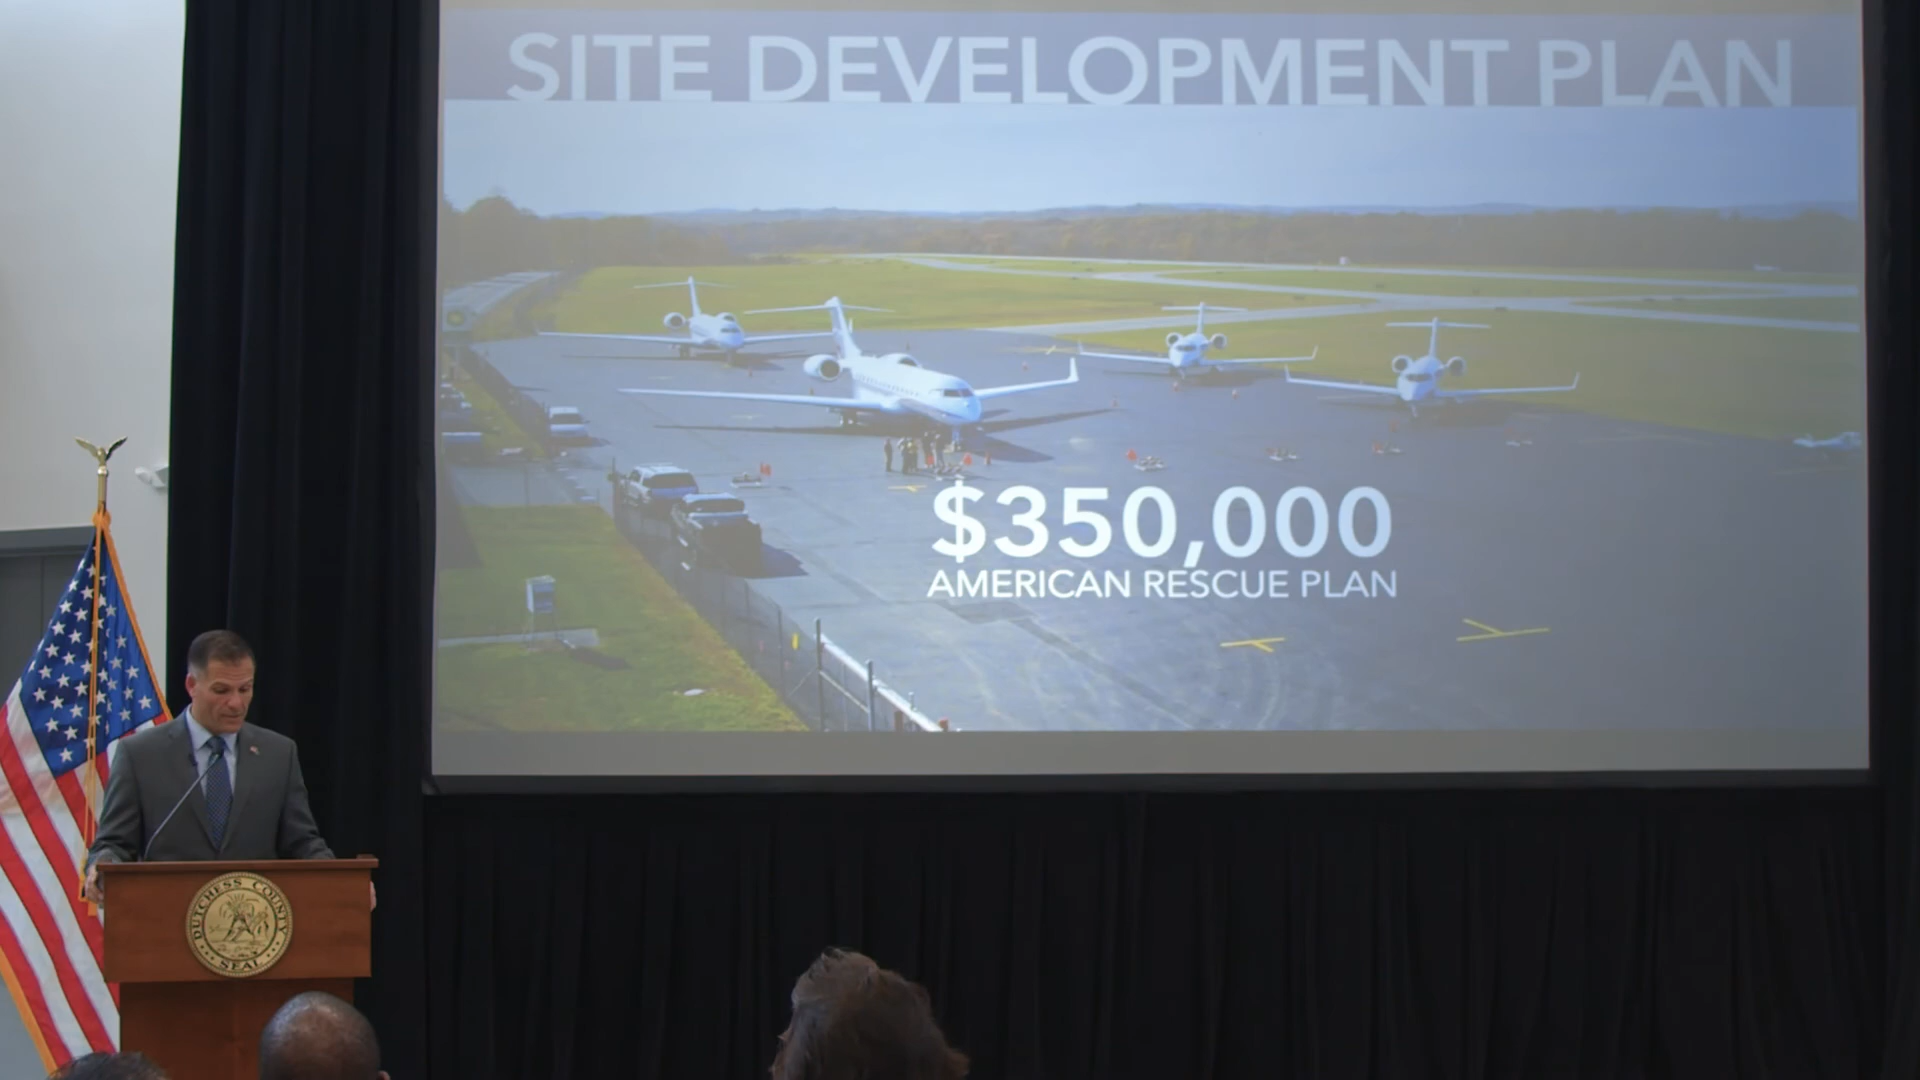 SITE DEVELOPMENT PLAN
$350,000
AMERICAN RESCUE PLAN
DUTCHESS COUNTY
SEAL